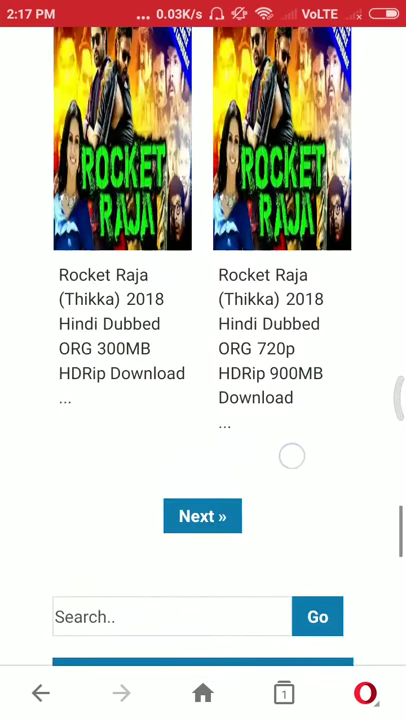 2:17 PM ... 0.03K/s VoLTE
ROCKET RAJA
ROCKET RAJA
Rocket Raja
(Thikka) 2018
Hindi Dubbed
ORG 300MB
HDRip Download
...
Rocket Raja
(Thikka) 2018
Hindi Dubbed
ORG 720p
HDRip 900MB
Download
...
Next »
Search..
Go
1